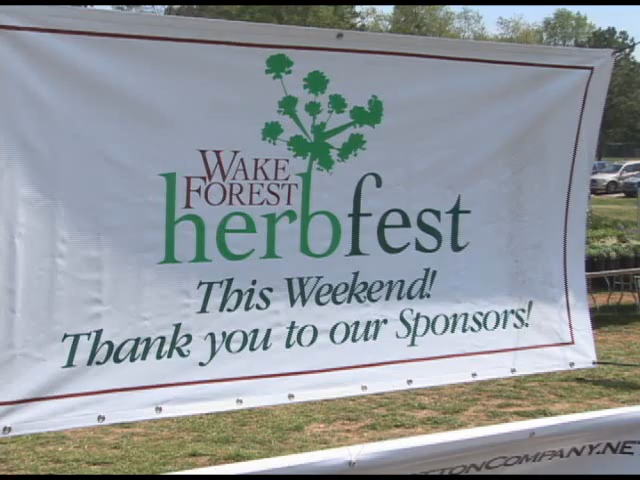 WAKE
FOREST
herbfest
This Weekend!
Thank you to our Sponsors!